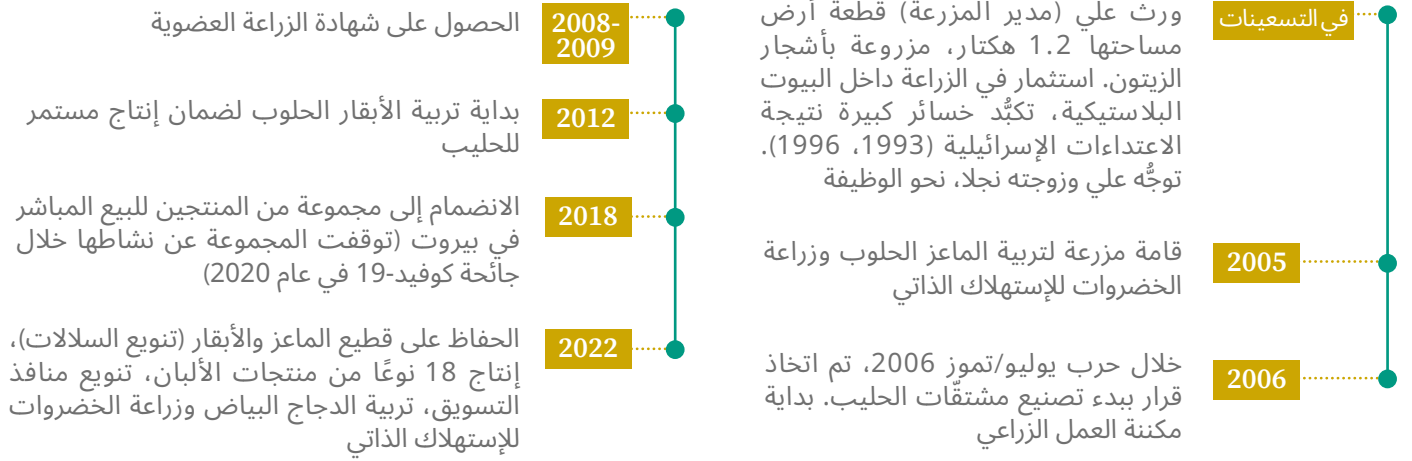 في التسعينات
ورث علي (مدير المزرعة) قطعة أرض
مساحتها 1.2 هكتار، مزروعة بأشجار
الزيتون. استثمار في الزراعة داخل البيوت
البلاستيكية، تكبُّد خسائر كبيرة نتيجة
الاعتداءات الإسرائيلية (1993، 1996).
توجُّه علي وزوجته نجلا، نحو الوظيفة
2005
قامة مزرعة لتربية الماعز الحلوب وزراعة
الخضروات للإستهلاك الذاتي
2006
خلال حرب يوليو/تموز 2006، تم اتخاذ
قرار ببدء تصنيع مشتقّات الحليب. بداية
مكننة العمل الزراعي
2008-
2009
الحصول على شهادة الزراعة العضوية
2012
بداية تربية الأبقار الحلوب لضمان إنتاج مستمر
للحليب
2018
الانضمام إلى مجموعة من المنتجين للبيع المباشر
في بيروت (توقفت المجموعة عن نشاطها خلال
جائحة كوفيد-19 في عام 2020)
2022
الحفاظ على قطيع الماعز والأبقار (تنويع السلالات)،
إنتاج 18 نوعًا من منتجات الألبان، تنويع منافذ
التسويق، تربية الدجاج البياض وزراعة الخضروات
للإستهلاك الذاتي